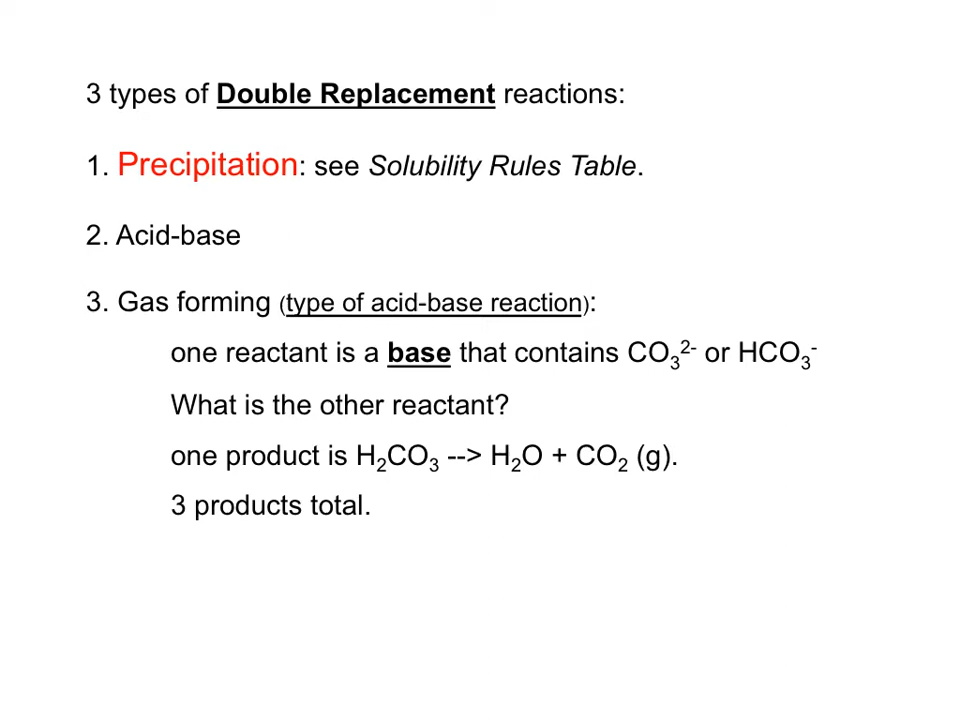 3 types of Double Replacement reactions:
1. Precipitation: see Solubility Rules Table.
2. Acid-base
3. Gas forming (type of acid-base reaction):
one reactant is a base that contains CO₃²⁻ or HCO₃⁻
What is the other reactant?
one product is H₂CO₃ --> H₂O + CO₂ (g).
3 products total.